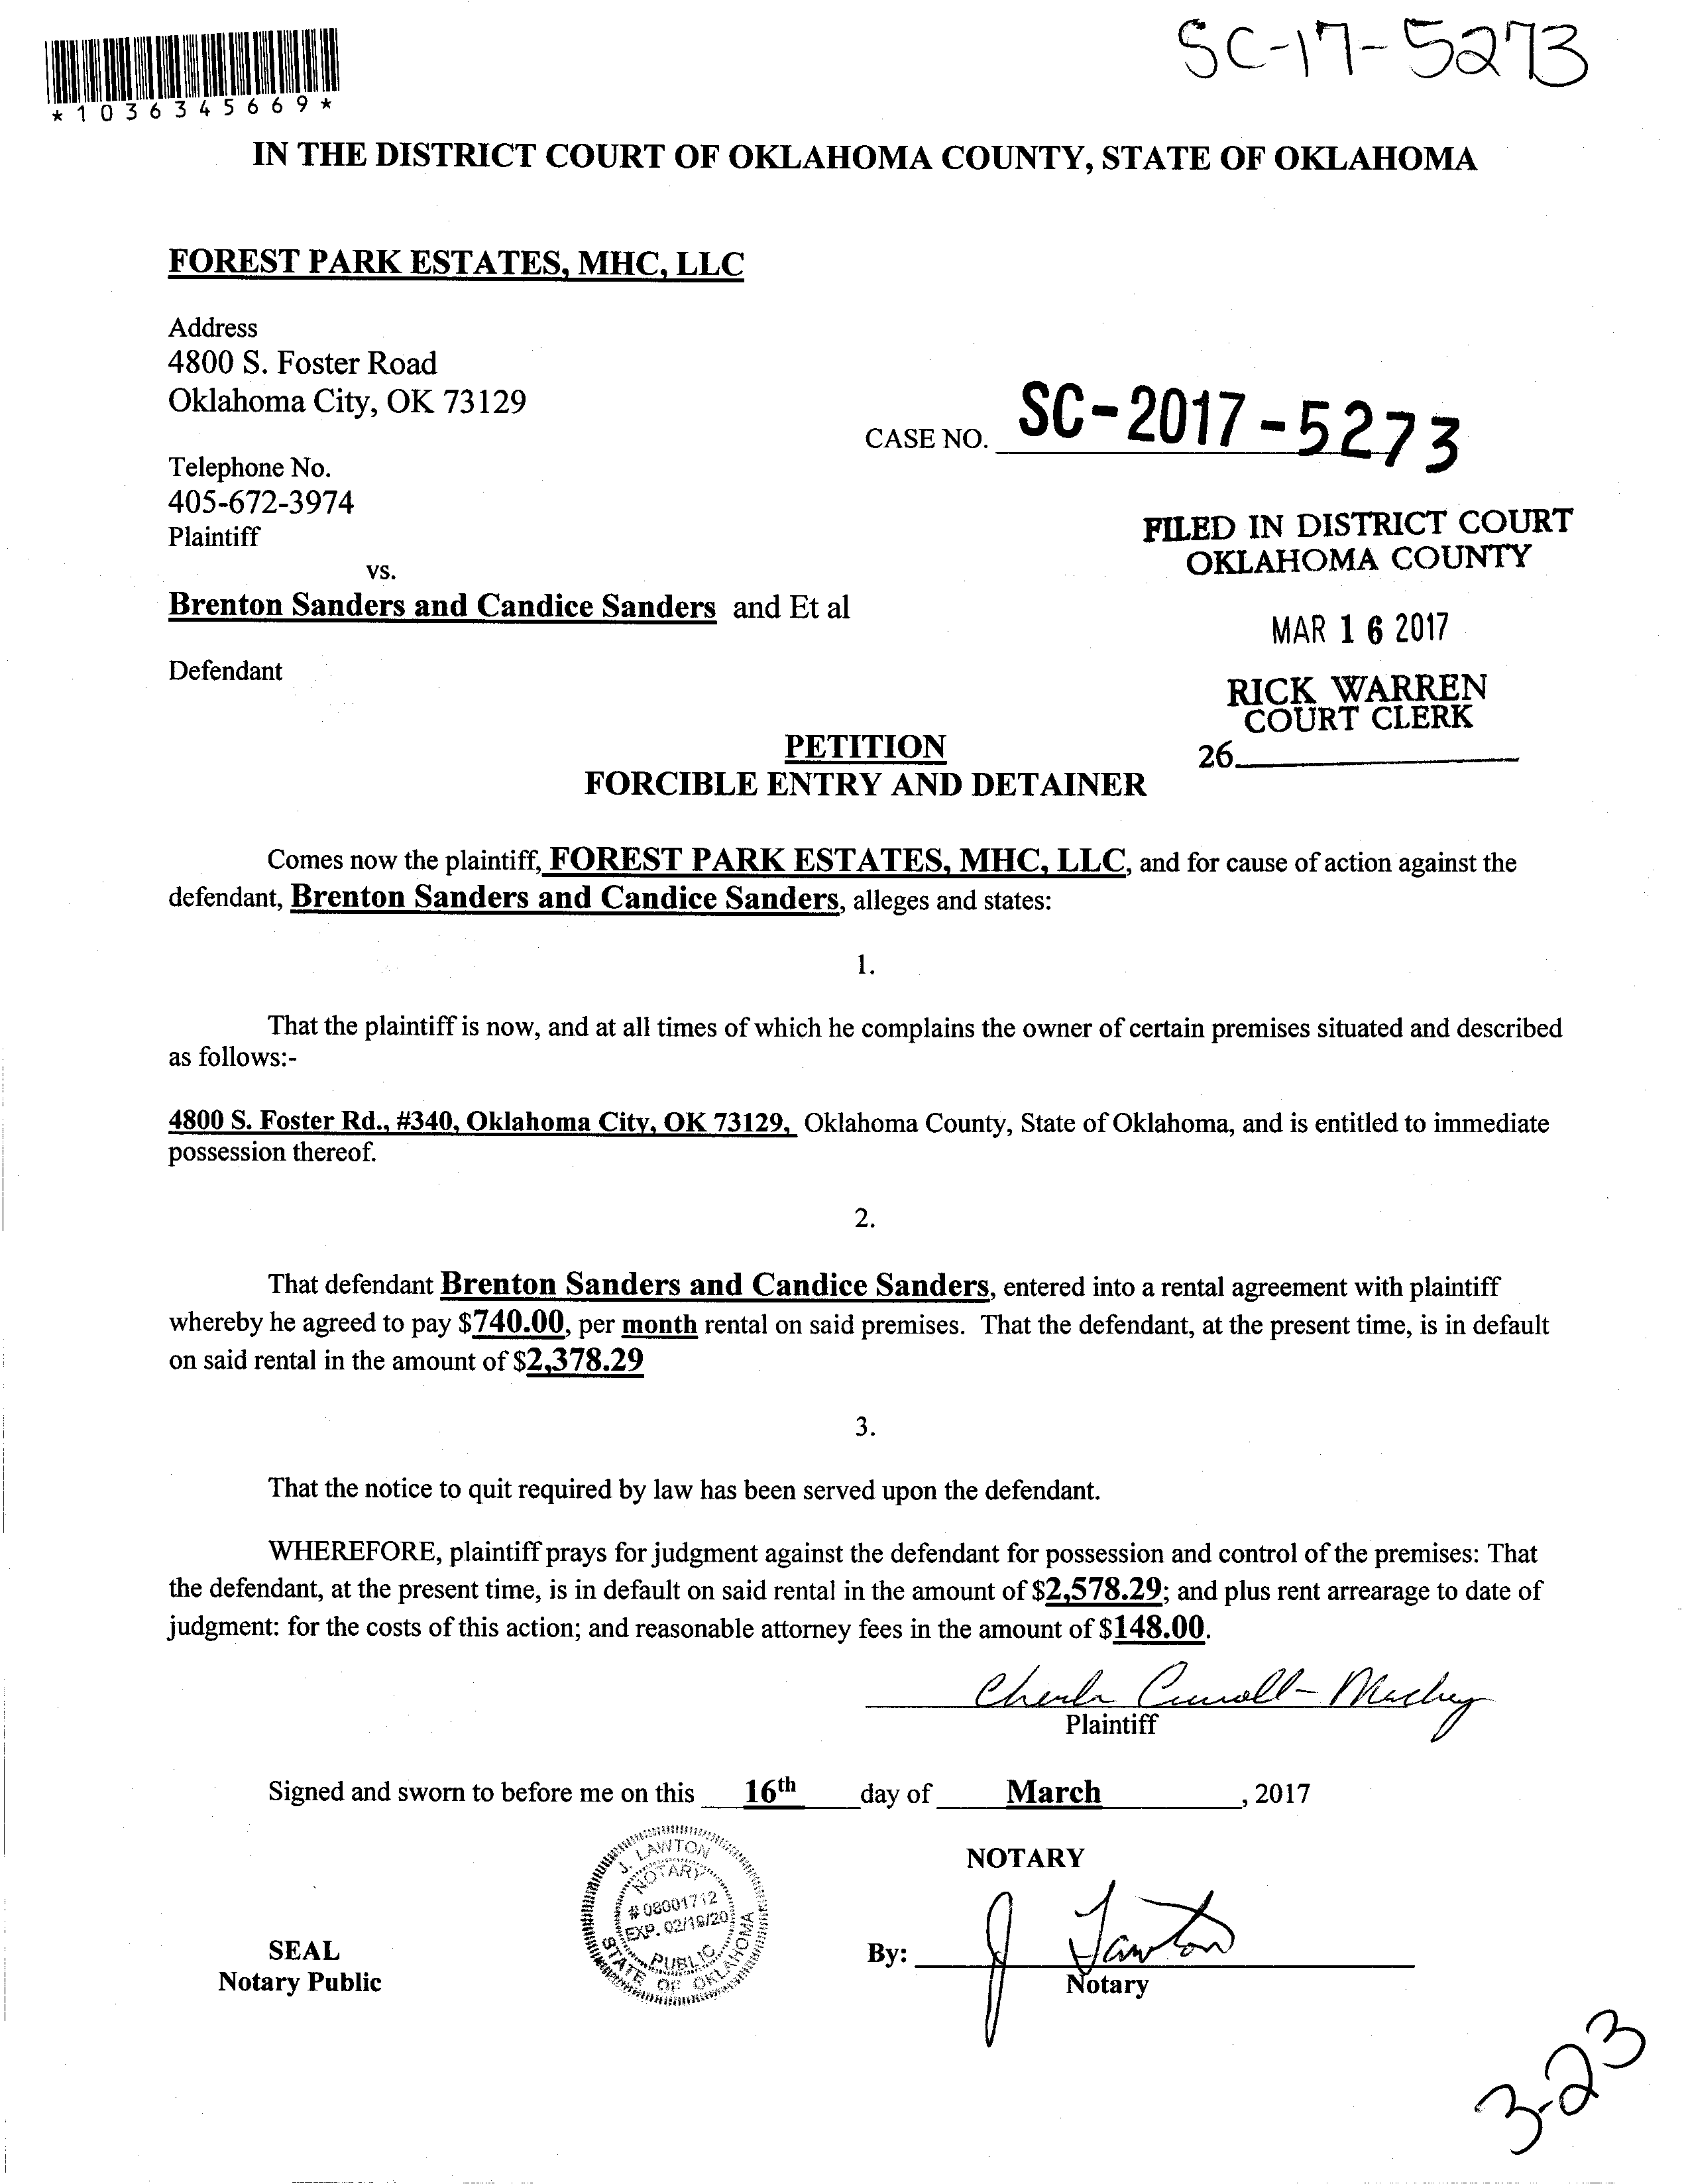 SC-17-5273
*1036345669*
IN THE DISTRICT COURT OF OKLAHOMA COUNTY, STATE OF OKLAHOMA
FOREST PARK ESTATES, MHC, LLC
Address
4800 S. Foster Road
Oklahoma City, OK 73129
CASE NO. SC-2017-5273
Telephone No.
405-672-3974
Plaintiff
FILED IN DISTRICT COURT
OKLAHOMA COUNTY
vs.
Brenton Sanders and Candice Sanders and Et al
MAR 16 2017
Defendant
RICK WARREN
COURT CLERK
26
PETITION
FORCIBLE ENTRY AND DETAINER
Comes now the plaintiff, FOREST PARK ESTATES, MHC, LLC, and for cause of action against the
defendant, Brenton Sanders and Candice Sanders, alleges and states:
1.
That the plaintiff is now, and at all times of which he complains the owner of certain premises situated and described
as follows:-
4800 S. Foster Rd., #340, Oklahoma City, OK 73129, Oklahoma County, State of Oklahoma, and is entitled to immediate
possession thereof.
2.
That defendant Brenton Sanders and Candice Sanders, entered into a rental agreement with plaintiff
whereby he agreed to pay $740.00, per month rental on said premises. That the defendant, at the present time, is in default
on said rental in the amount of $2,378.29
3.
That the notice to quit required by law has been served upon the defendant.
WHEREFORE, plaintiff prays for judgment against the defendant for possession and control of the premises: That
the defendant, at the present time, is in default on said rental in the amount of $2,578.29; and plus rent arrearage to date of
judgment: for the costs of this action; and reasonable attorney fees in the amount of $148.00.
Plaintiff
Signed and sworn to before me on this 16th day of March, 2017
J. LAWTON
NOTARY
# 08001712
EXP. 02/19/20
PUBLIC
STATE OF OKLAHOMA
NOTARY
SEAL
Notary Public
By: J Lawton
Notary
3-23